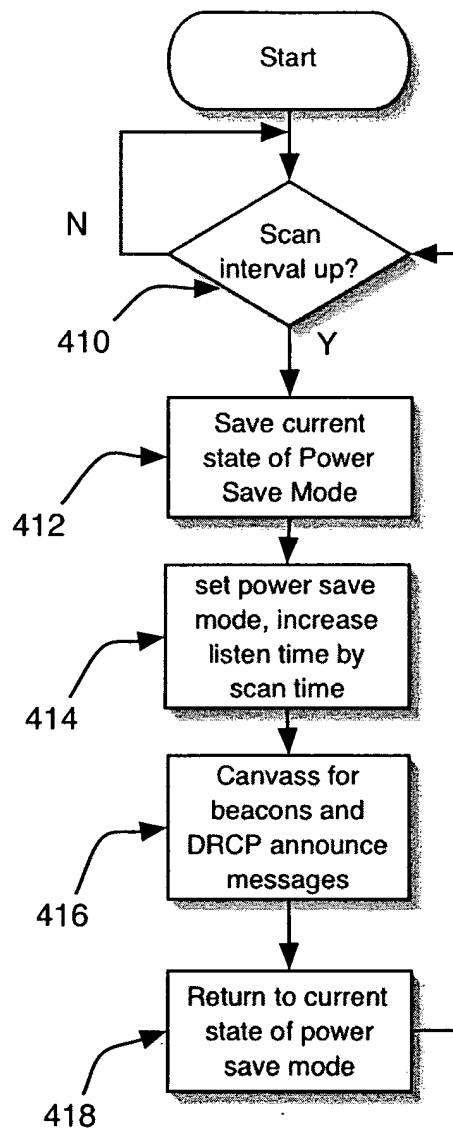 Start
N
Scan
interval up?
410
Y
Save current
state of Power
Save Mode
412
set power save
mode, increase
listen time by
scan time
414
Canvass for
beacons and
DRCP announce
messages
416
Return to current
state of power
save mode
418